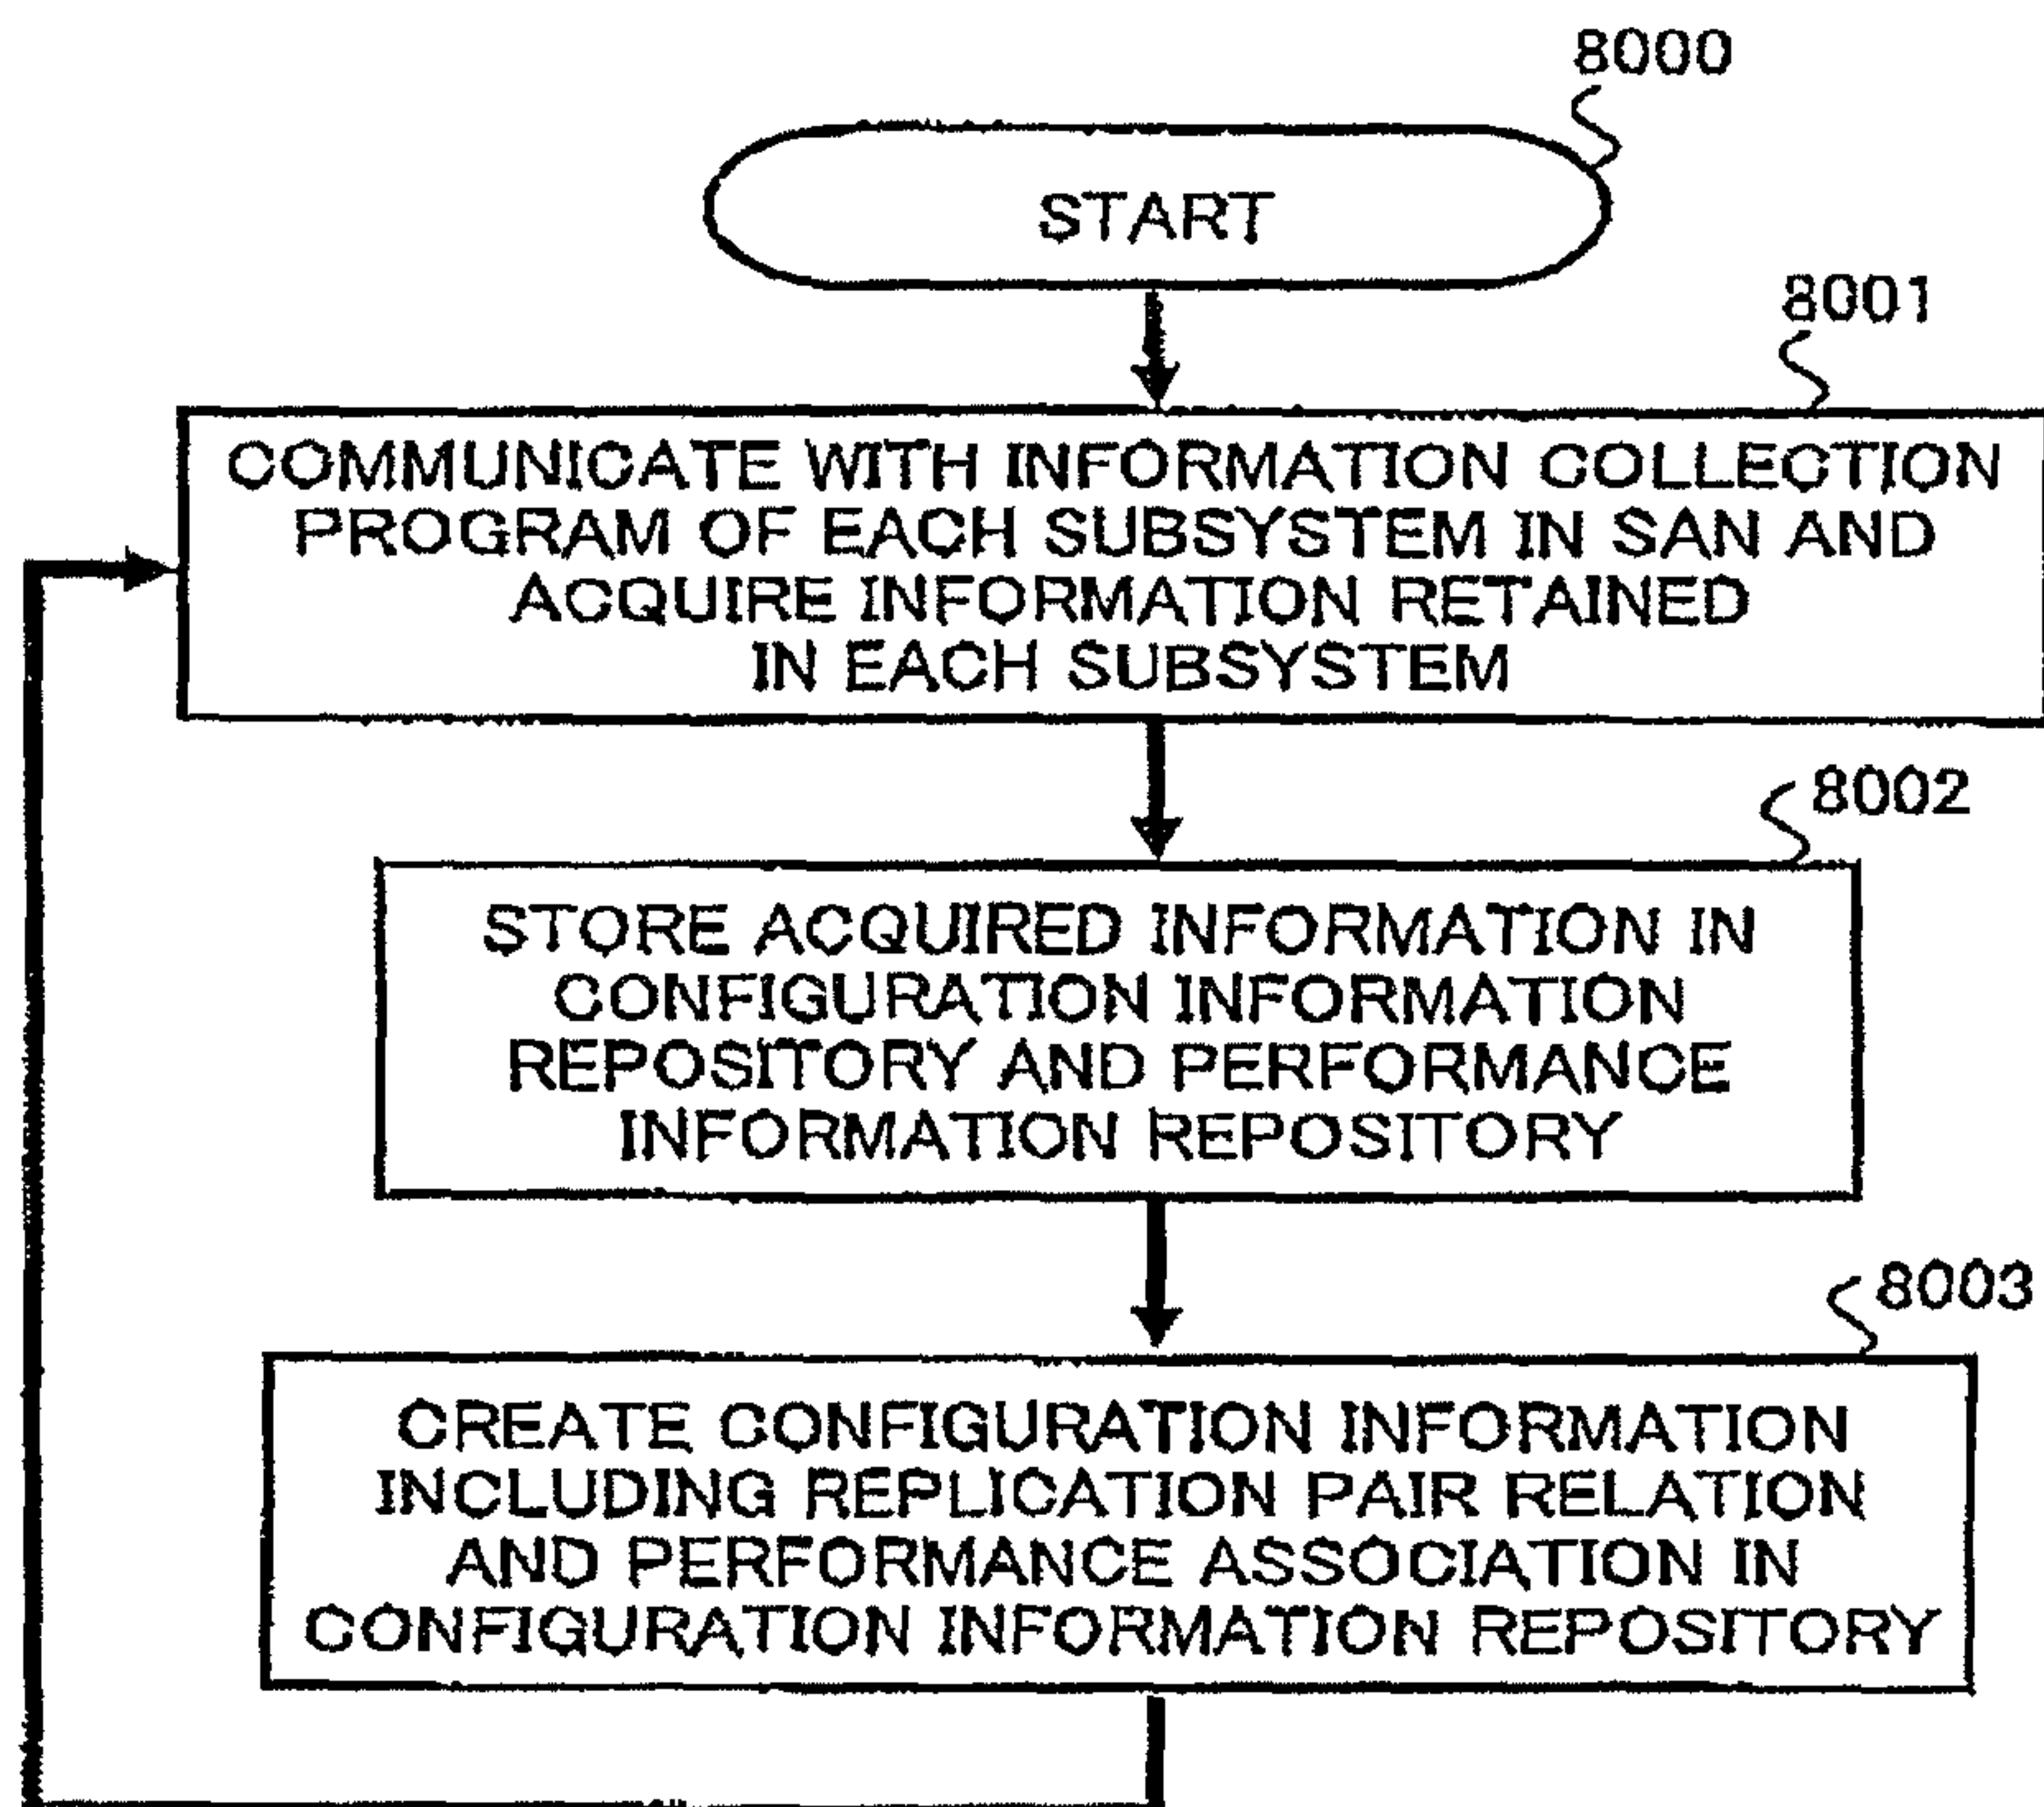 8000
START
8001
COMMUNICATE WITH INFORMATION COLLECTION
PROGRAM OF EACH SUBSYSTEM IN SAN AND
ACQUIRE INFORMATION RETAINED
IN EACH SUBSYSTEM
8002
STORE ACQUIRED INFORMATION IN
CONFIGURATION INFORMATION
REPOSITORY AND PERFORMANCE
INFORMATION REPOSITORY
8003
CREATE CONFIGURATION INFORMATION
INCLUDING REPLICATION PAIR RELATION
AND PERFORMANCE ASSOCIATION IN
CONFIGURATION INFORMATION REPOSITORY